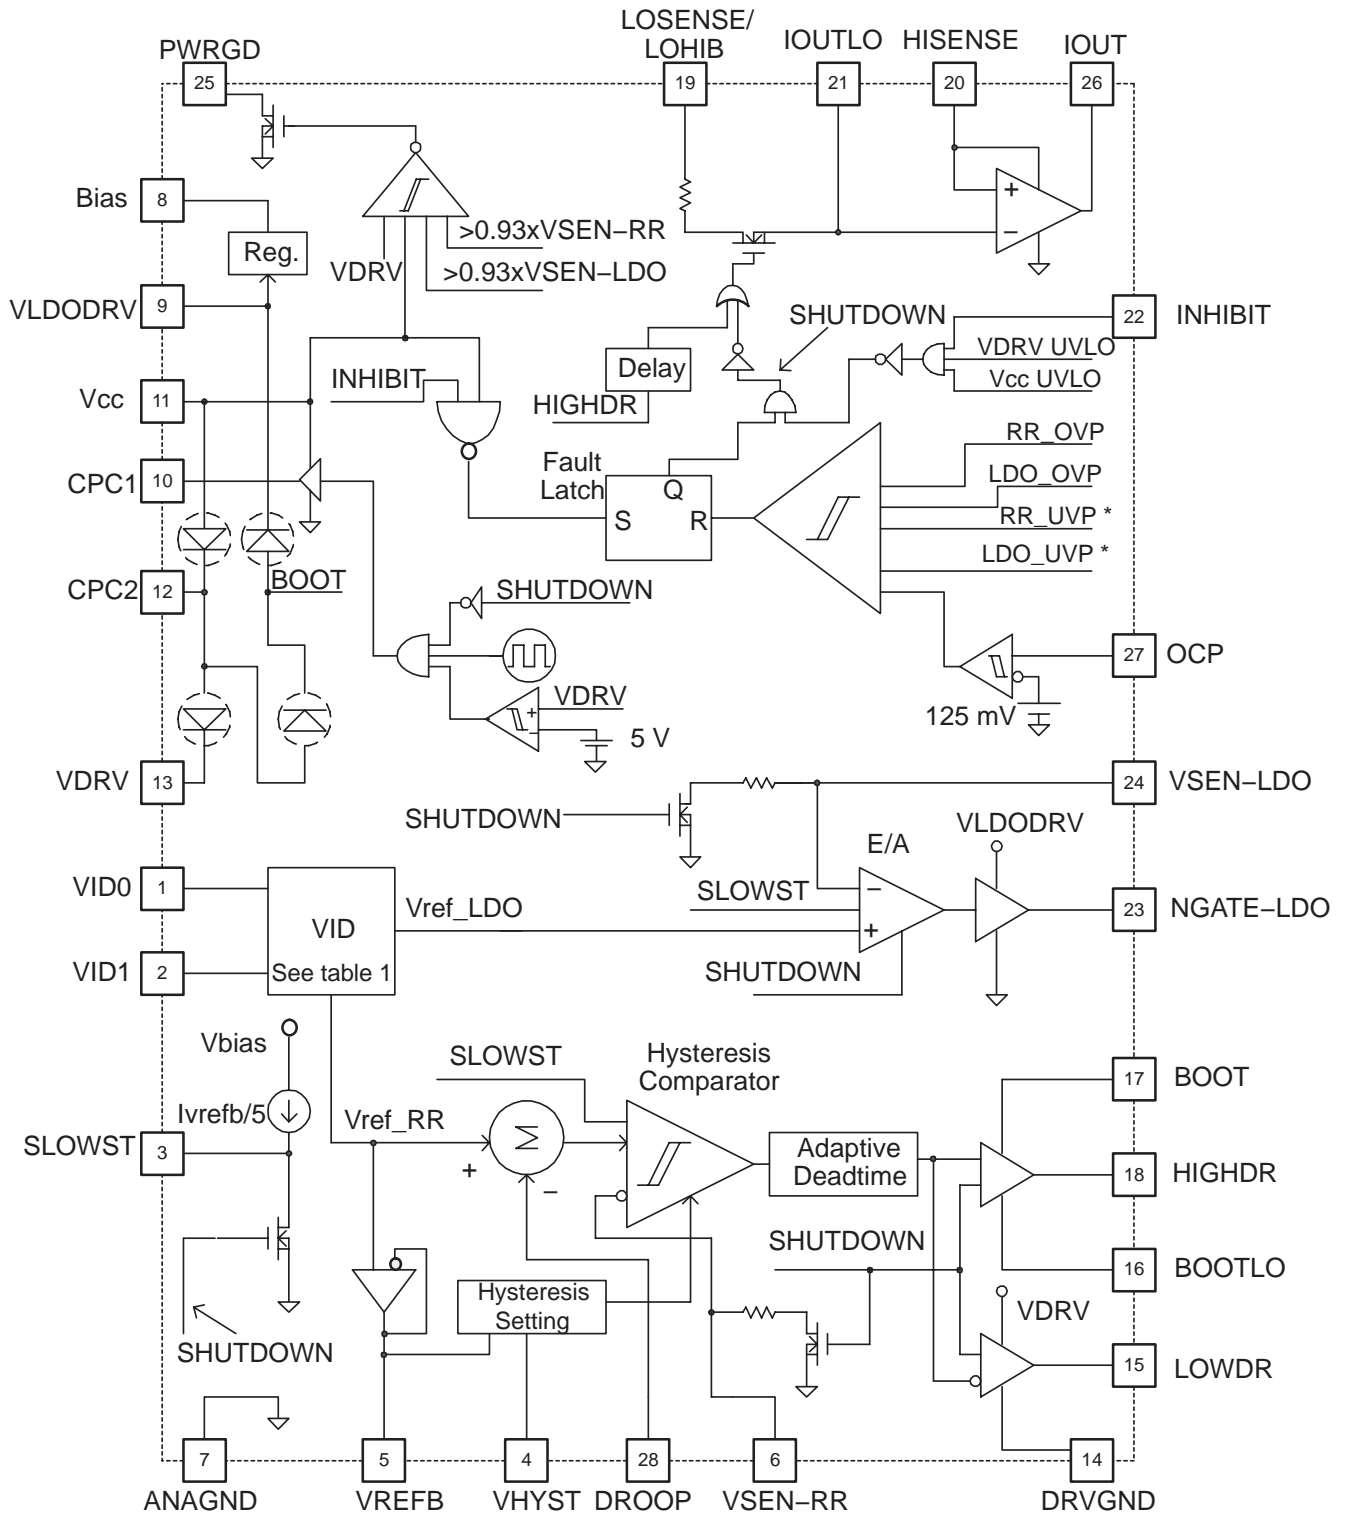 LOSENSE/
LOHIB
IOUTLO
HISENSE
IOUT
PWRGD
25
19
21
20
26
Bias
8
Reg.
+
−
>0.93xVSEN−RR
VDRV
>0.93xVSEN−LDO
VLDODRV
9
SHUTDOWN
22
INHIBIT
VDRV UVLO
Vcc UVLO
Delay
INHIBIT
HIGHDR
Vcc
11
RR_OVP
LDO_OVP
RR_UVP *
LDO_UVP *
Fault
Latch
Q
S
R
CPC1
10
BOOT
CPC2
12
SHUTDOWN
27
OCP
125 mV
VDRV
+
−
5 V
VDRV
13
24
VSEN−LDO
SHUTDOWN
VLDODRV
E/A
VID0
1
SLOWST
−
Vref_LDO
+
23
NGATE−LDO
VID
See table 1
VID1
2
SHUTDOWN
Vbias
SLOWST
Hysteresis
Comparator
17
BOOT
Ivrefb/5
Vref_RR
Σ
+
−
SLOWST
3
Adaptive
Deadtime
18
HIGHDR
SHUTDOWN
16
BOOTLO
Hysteresis
Setting
VDRV
SHUTDOWN
15
LOWDR
7
5
4
28
6
14
ANAGND
VREFB
VHYST
DROOP
VSEN−RR
DRVGND